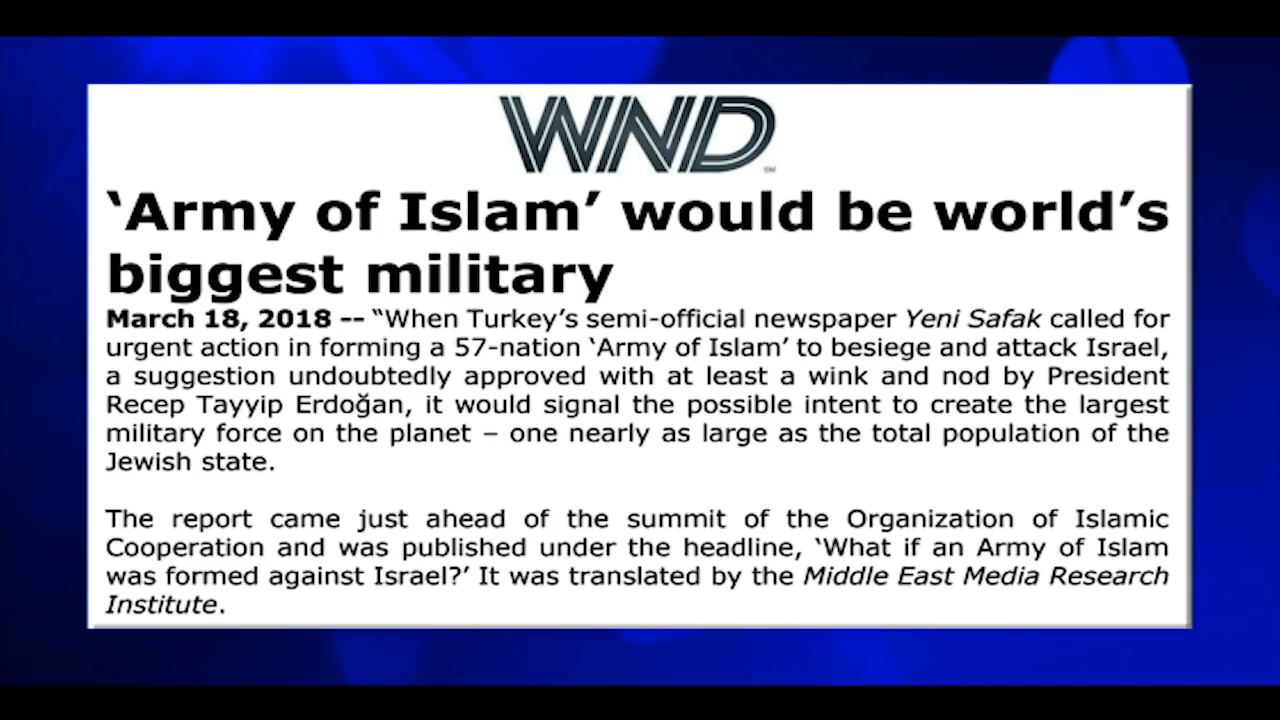 WND
SM
‘Army of Islam’ would be world’s
biggest military
March 18, 2018 -- “When Turkey’s semi-official newspaper Yeni Safak called for
urgent action in forming a 57-nation ‘Army of Islam’ to besiege and attack Israel,
a suggestion undoubtedly approved with at least a wink and nod by President
Recep Tayyip Erdoğan, it would signal the possible intent to create the largest
military force on the planet – one nearly as large as the total population of the
Jewish state.
The report came just ahead of the summit of the Organization of Islamic
Cooperation and was published under the headline, ‘What if an Army of Islam
was formed against Israel?’ It was translated by the Middle East Media Research
Institute.